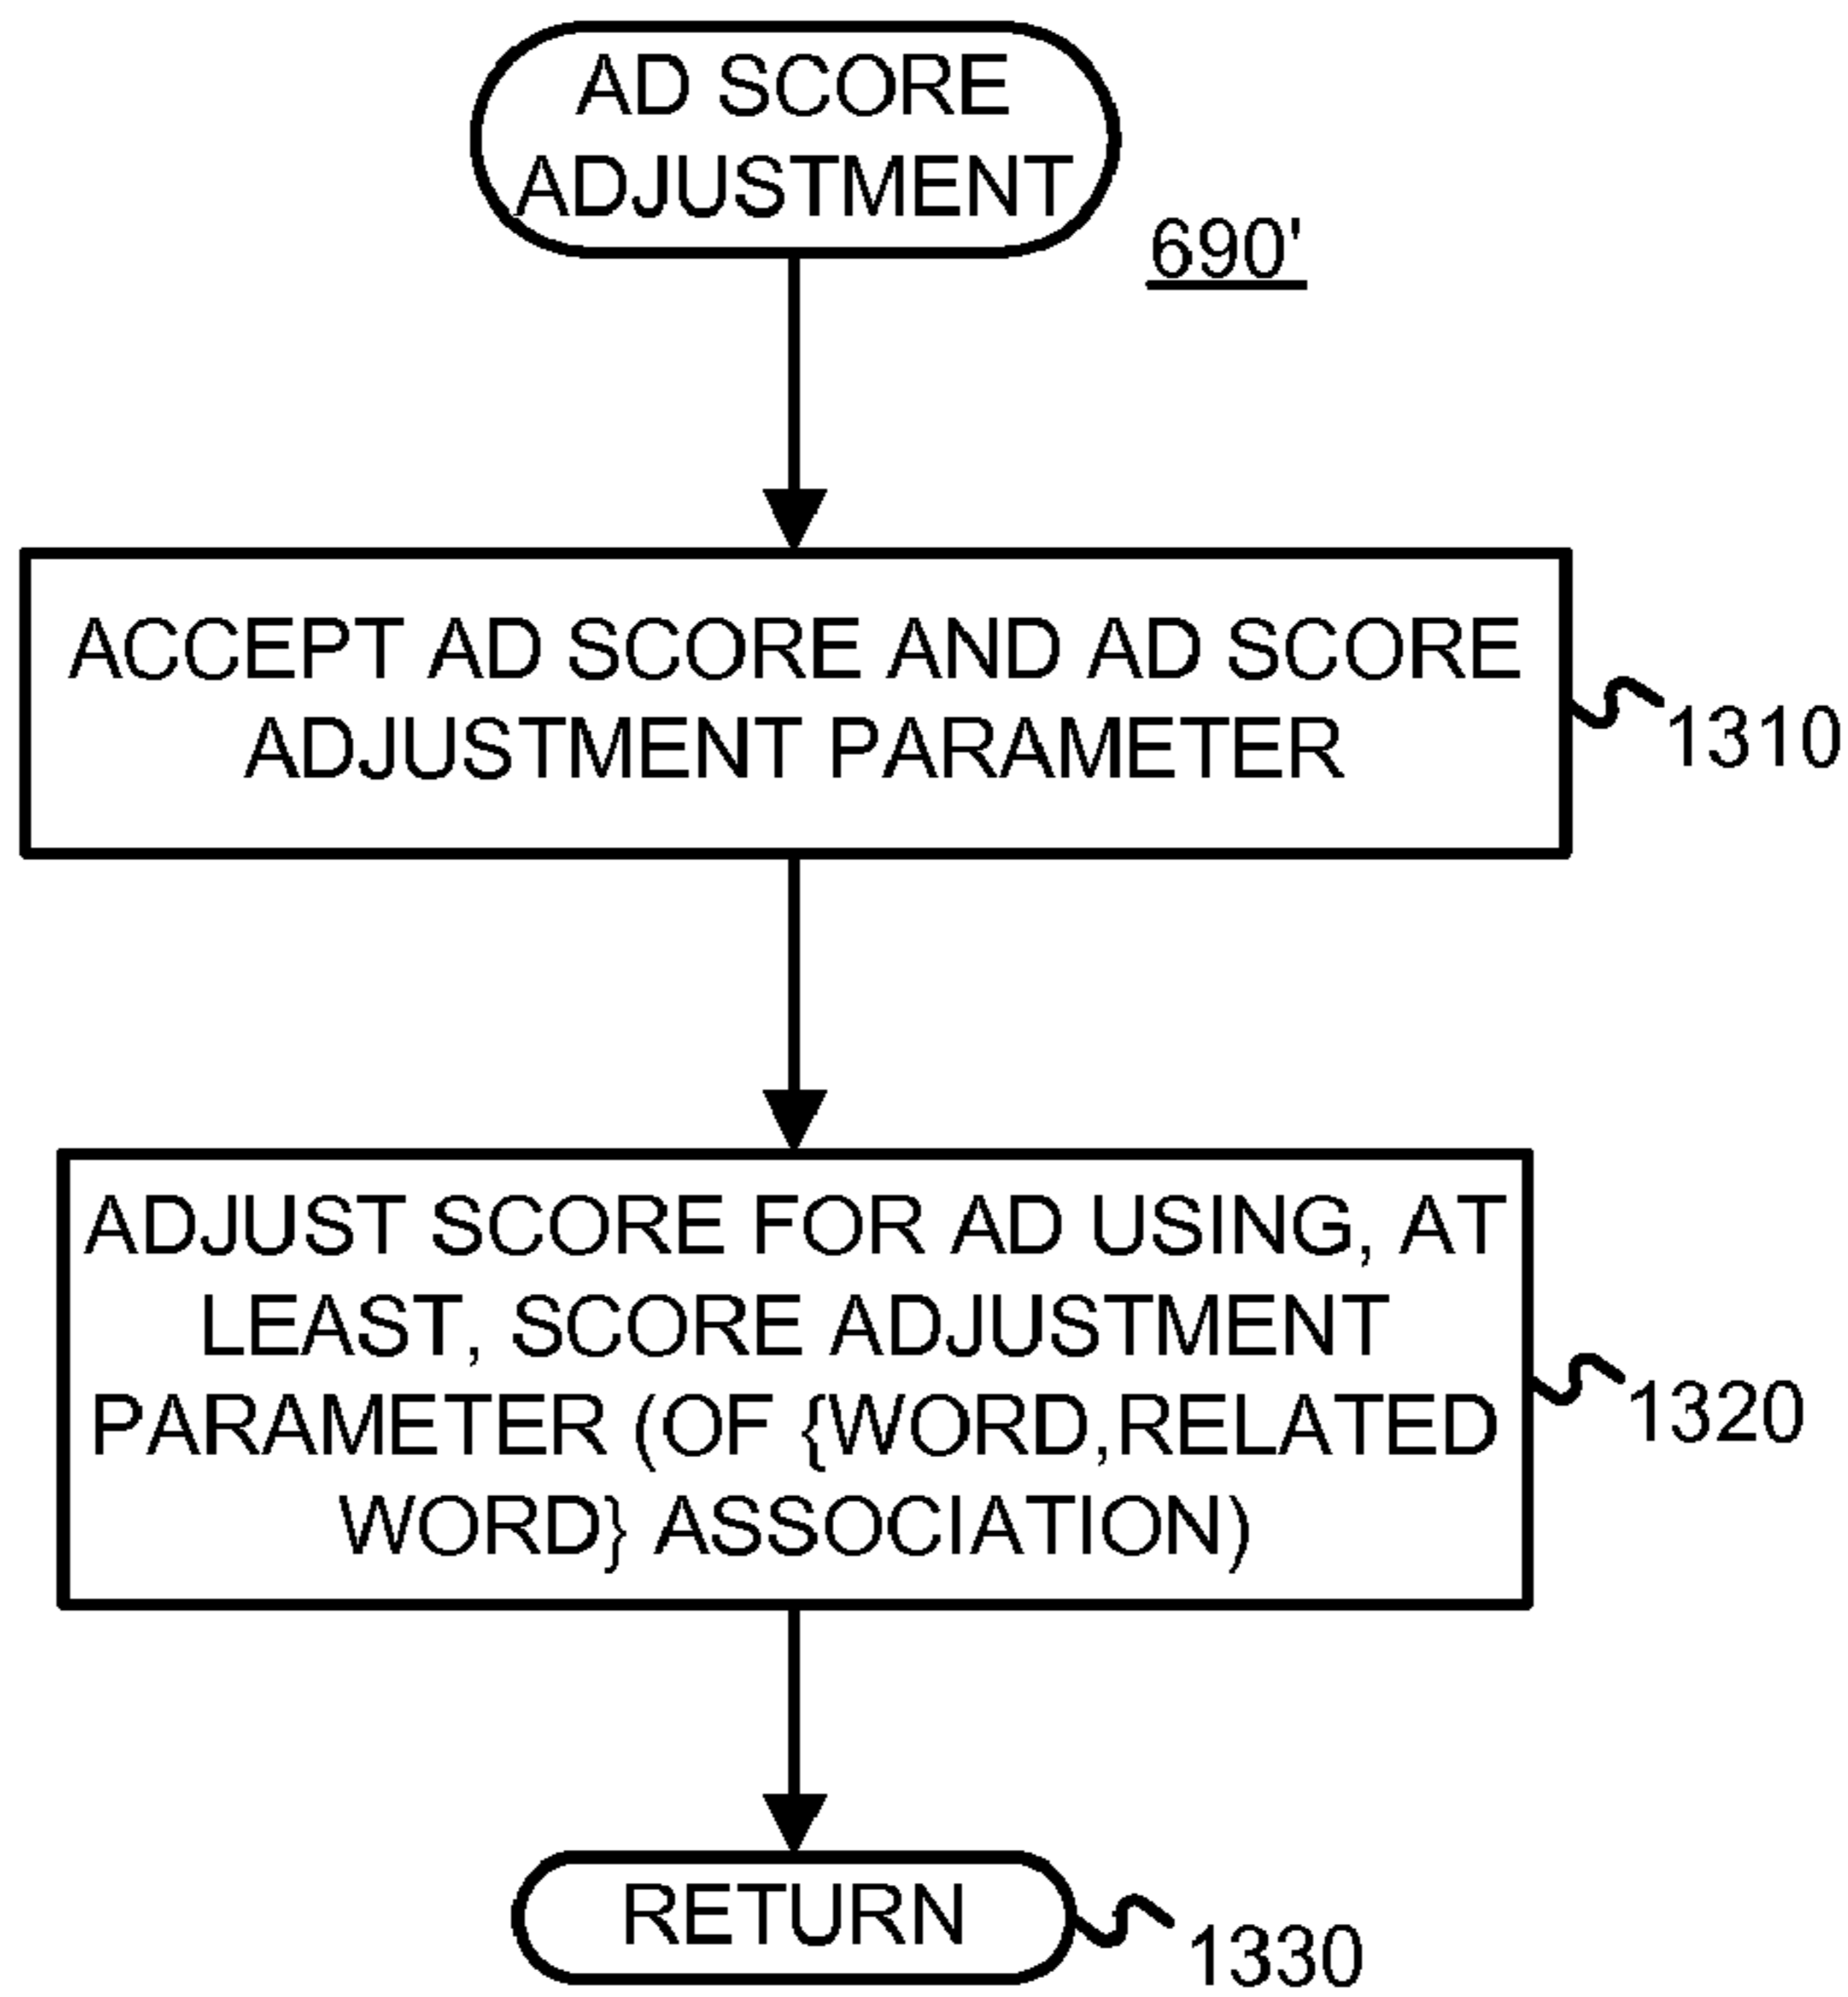 AD SCORE
ADJUSTMENT
690'
ACCEPT AD SCORE AND AD SCORE
ADJUSTMENT PARAMETER
1310
ADJUST SCORE FOR AD USING, AT
LEAST, SCORE ADJUSTMENT
PARAMETER (OF {WORD,RELATED
WORD} ASSOCIATION)
1320
RETURN
1330